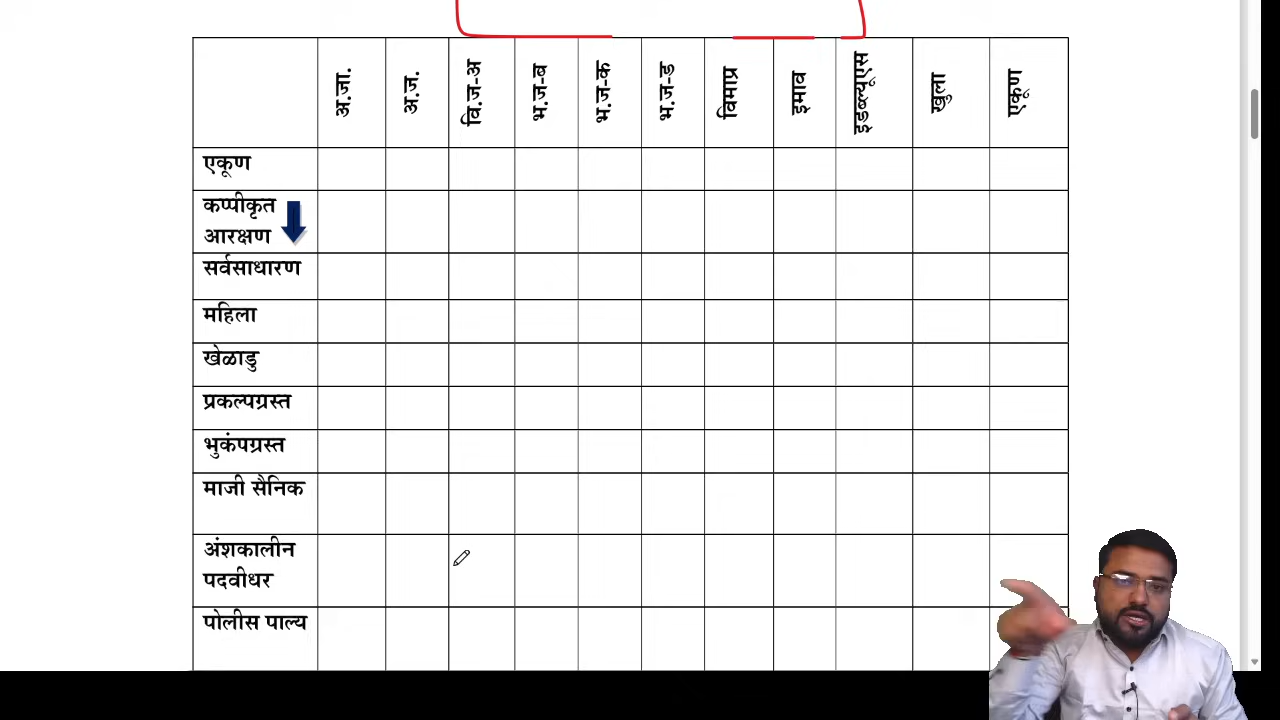 अ.जा. अ.ज. वि.ज-अ भ.ज-ब भ.ज-क भ.ज-ड विमाप्र इमाव इडब्ल्यूएस खुला एकूण
एकूण
कप्पीकृत
आरक्षण
सर्वसाधारण
महिला
खेळाडु
प्रकल्पग्रस्त
भुकंपग्रस्त
माजी सैनिक
अंशकालीन
पदवीधर
पोलीस पाल्य